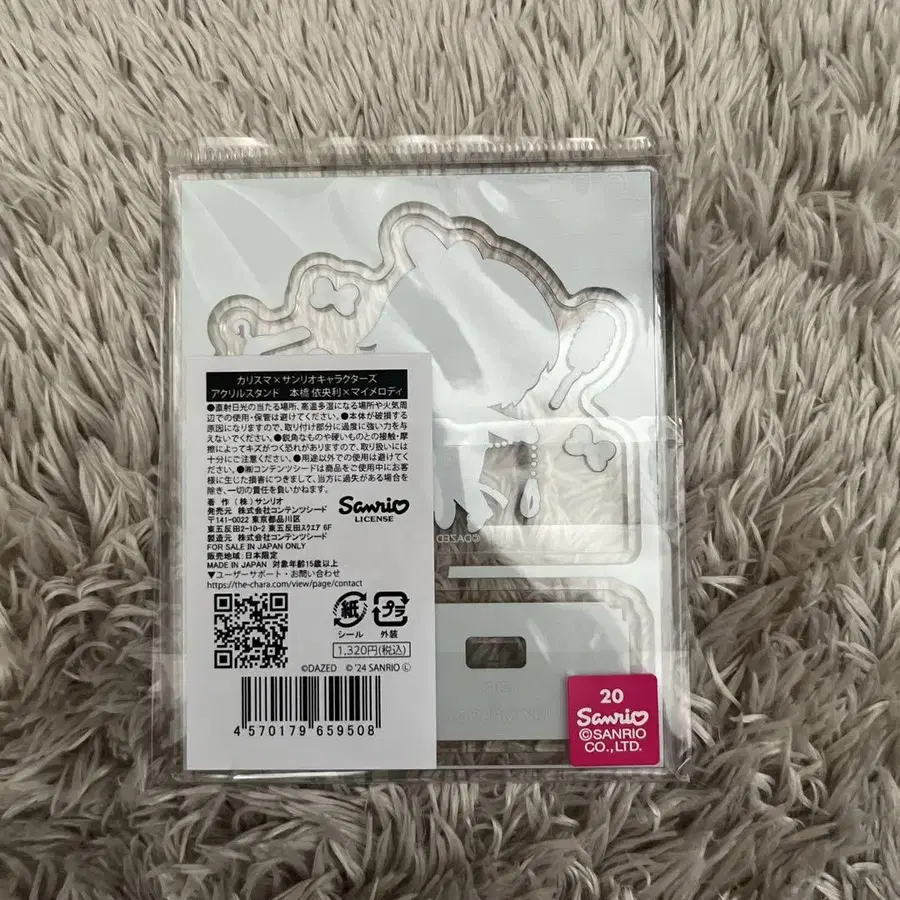 カリスマ×サンリオキャラクターズ
アクリルスタンド 本橋 依央利×マイメロディ
●直射日光の当たる場所、高温多湿になる場所や火気周
辺での使用・保管は避けてください。●本体が破損する
原因になりますので、取り付け部分に過度に強い力を与
えないでください。●鋭角なものや硬いものとの接触・摩
擦によってキズがつく恐れがありますので、取り扱いには
十分にご注意ください。●用途以外での使用は避けてくだ
さい。●㈱コンテンツシードは商品をご使用中にお客
様に生じた損害につきまして、当方に過失がある場合を
除き、一切の責任を負いかねます。
著 作 (株)サンリオ
発売元 株式会社コンテンツシード
〒141-0022 東京都品川区
東五反田2-10-2 東五反田スクエア 6F
製造元 株式会社コンテンツシード
FOR SALE IN JAPAN ONLY
販売地域:日本限定
MADE IN JAPAN 対象年齢15歳以上
▼ユーザーサポート・お問い合わせ
https://the-chara.com/view/page/contact
Sanrio
LICENSE
紙 プラ
シール 外装
1,320円(税込)
©DAZED © '24 SANRIO Ⓛ
4 570179 659508
©DAZED
20
Sanrio
©SANRIO
CO.,LTD.